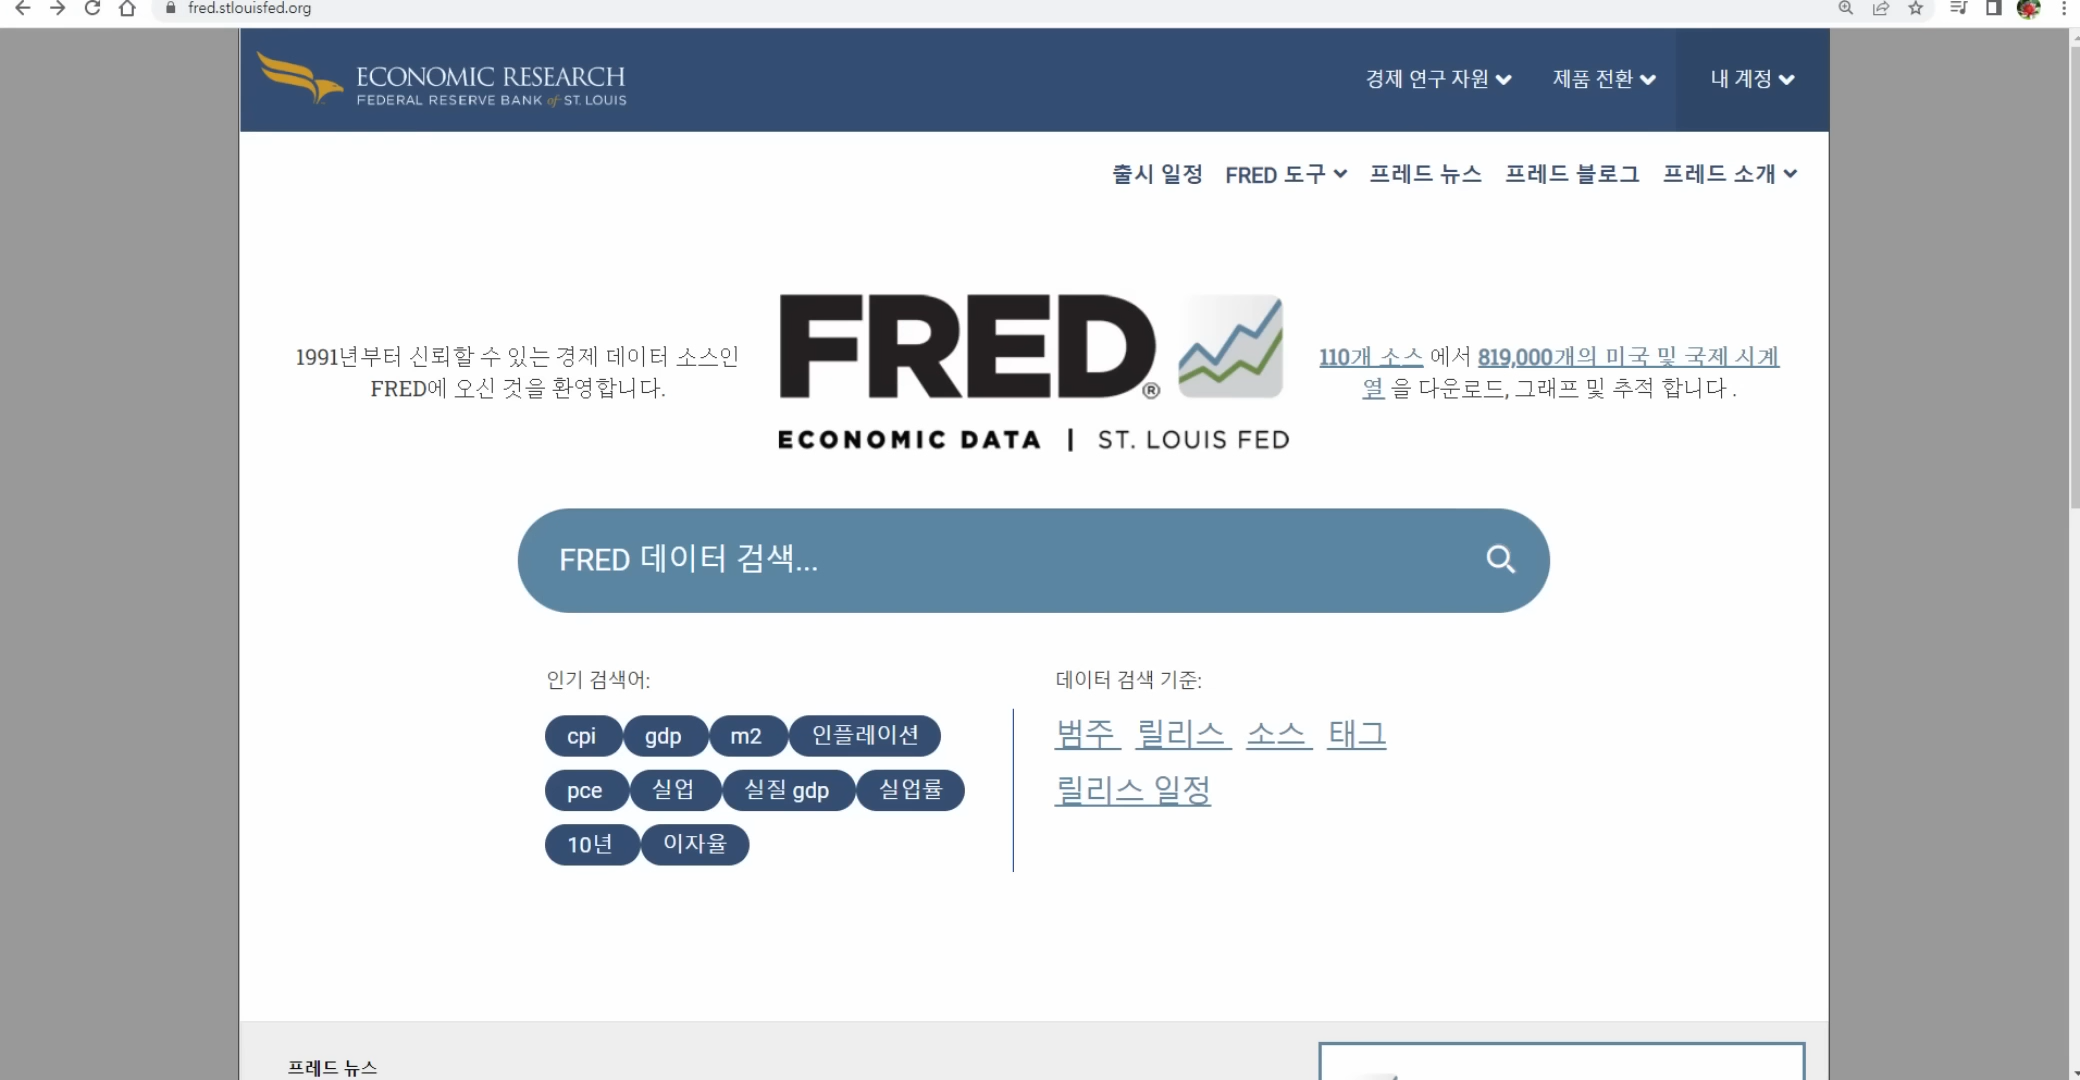 fred.stlouisfed.org
ECONOMIC RESEARCH
FEDERAL RESERVE BANK of ST. LOUIS
경제 연구 자원
제품 전환
내 계정
출시 일정 FRED 도구 프레드 뉴스 프레드 블로그 프레드 소개
1991년부터 신뢰할 수 있는 경제 데이터 소스인
FRED에 오신 것을 환영합니다.
FRED®
ECONOMIC DATA | ST. LOUIS FED
110개 소스 에서 819,000개의 미국 및 국제 시계
열 을 다운로드, 그래프 및 추적 합니다 .
FRED 데이터 검색...
인기 검색어:
cpi gdp m2 인플레이션
pce 실업 실질 gdp 실업률
10년 이자율
데이터 검색 기준:
범주 릴리스 소스 태그
릴리스 일정
프레드 뉴스